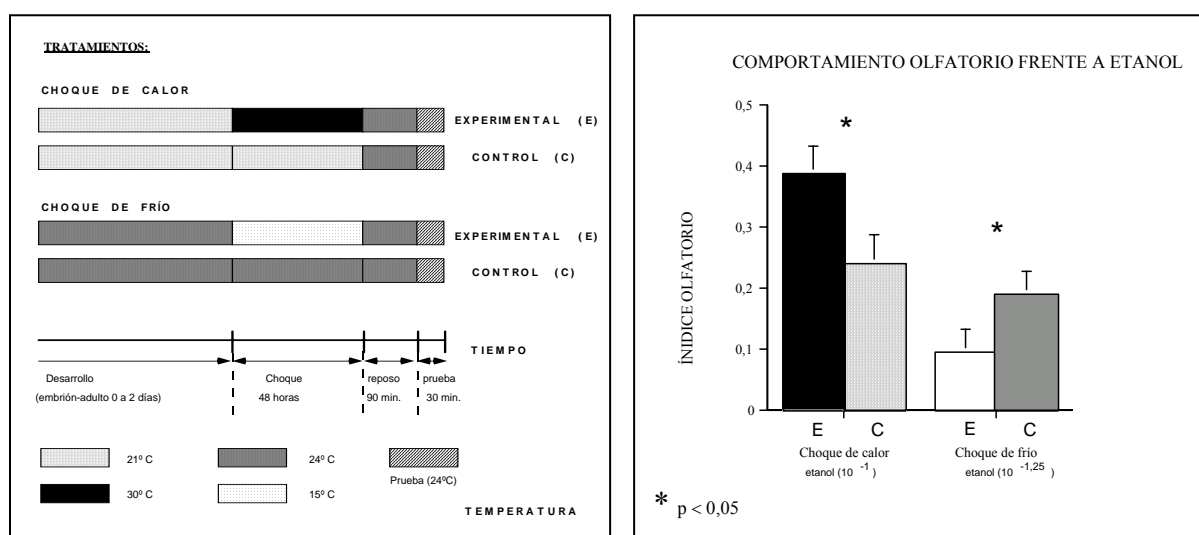 TRATAMIENTOS:
CHOQUE DE CALOR
EXPERIMENTAL (E)
CONTROL (C)
CHOQUE DE FRÍO
EXPERIMENTAL (E)
CONTROL (C)
TIEMPO
Desarrollo Choque reposo prueba
(embrión-adulto 0 a 2 días) 48 horas 90 min. 30 min.
21º C 24º C
Prueba (24ºC)
30º C 15º C
TEMPERATURA
COMPORTAMIENTO OLFATORIO FRENTE A ETANOL
ÍNIDICE OLFATORIO
0,5
0,4
0,3
0,2
0,1
0
*
*
E C E C
Choque de calor Choque de frío
etanol (10 -1 ) etanol (10 -1,25 )
* p < 0,05